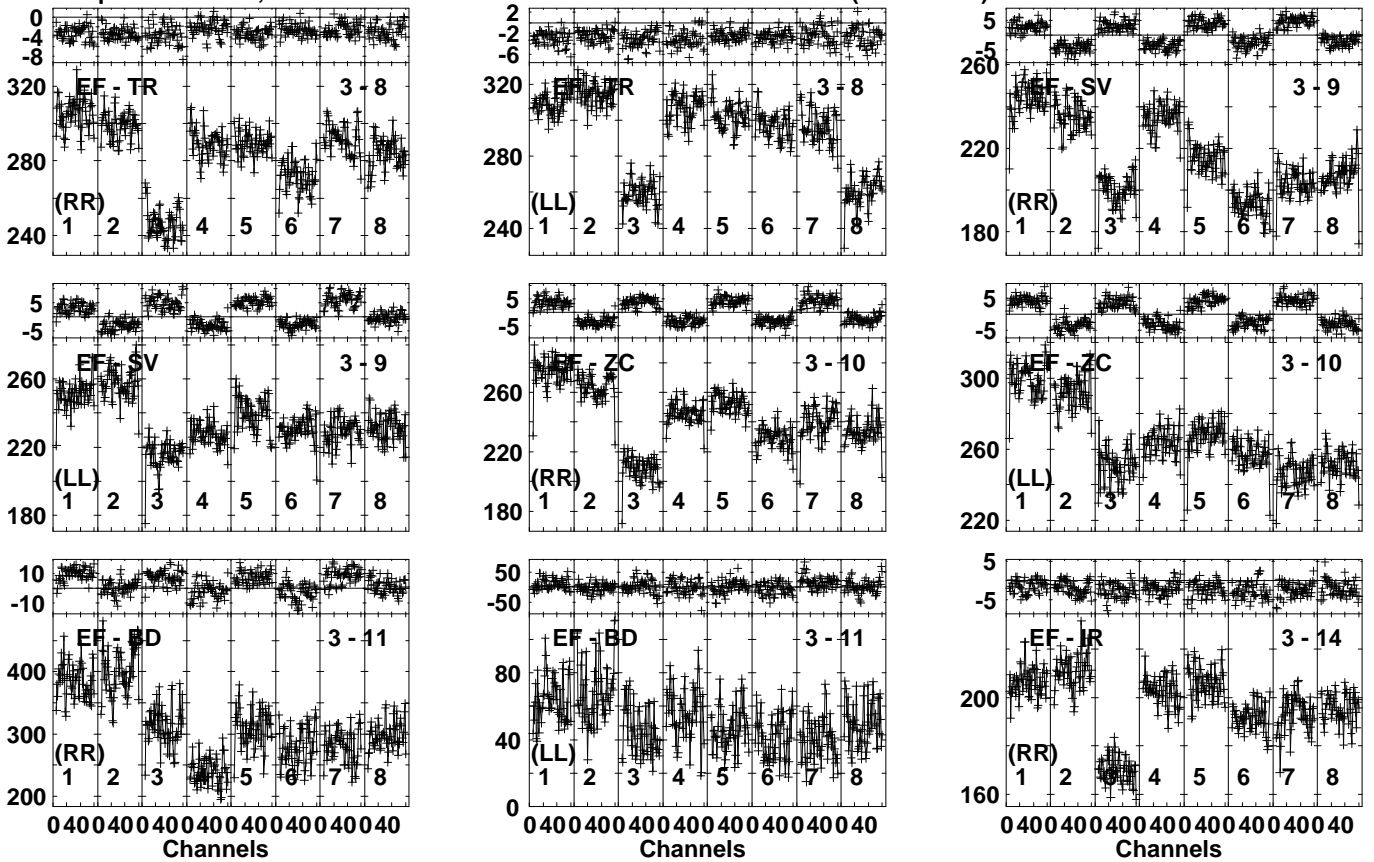 0 2 5
-4 -2 -5
-8 -6
320 EF - TR 3 - 8 320 EF - TR 3 - 8 260 EF - SV 3 - 9
280 280 220
(RR) (LL) (RR)
1 2 3 4 5 6 7 8 1 2 3 4 5 6 7 8 1 2 3 4 5 6 7 8
240 240 180
5 5 5
-5 -5 -5
EF - SV 3 - 9 EF - ZC 3 - 10 EF - ZC 3 - 10
260 260 300
220 220 260
(LL) (RR) (LL)
1 2 3 4 5 6 7 8 1 2 3 4 5 6 7 8 1 2 3 4 5 6 7 8
180 180 220
10 50 5
-10 -50 -5
EF - BD 3 - 11 EF - BD 3 - 11 EF - IR 3 - 14
400 80 200
300 40
(RR) (LL) (RR)
1 2 3 4 5 6 7 8 1 2 3 4 5 6 7 8 1 2 3 4 5 6 7 8
200 0 160
0 40 0 40 0 40 0 40 0 40 0 40 0 40 0 40 0 40 0 40 0 40 0 40 0 40 0 40 0 40 0 40 0 40 0 40 0 40 0 40 0 40 0 40 0 40 0 40
Channels Channels Channels